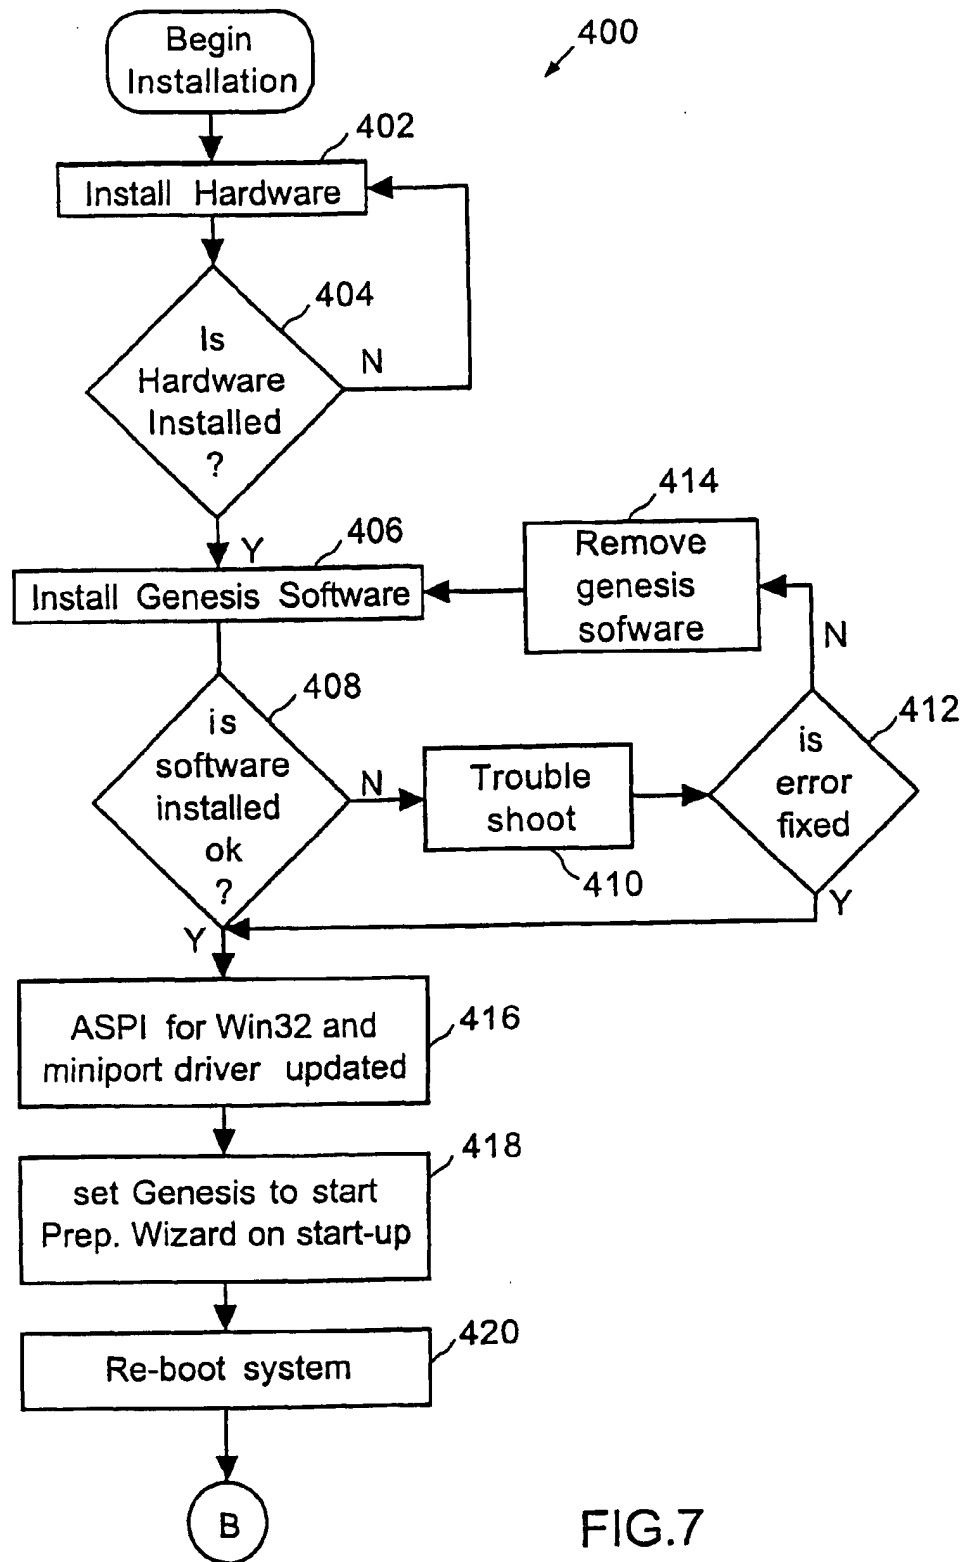 Begin
Installation
400
402
Install Hardware
404
Is
Hardware
Installed
?
N
Y
406
Install Genesis Software
414
Remove
genesis
sofware
N
408
is
software
installed
ok
?
N
Trouble
shoot
410
412
is
error
fixed
Y
Y
ASPI for Win32 and
miniport driver updated
416
set Genesis to start
Prep. Wizard on start-up
418
Re-boot system
420
B
FIG.7